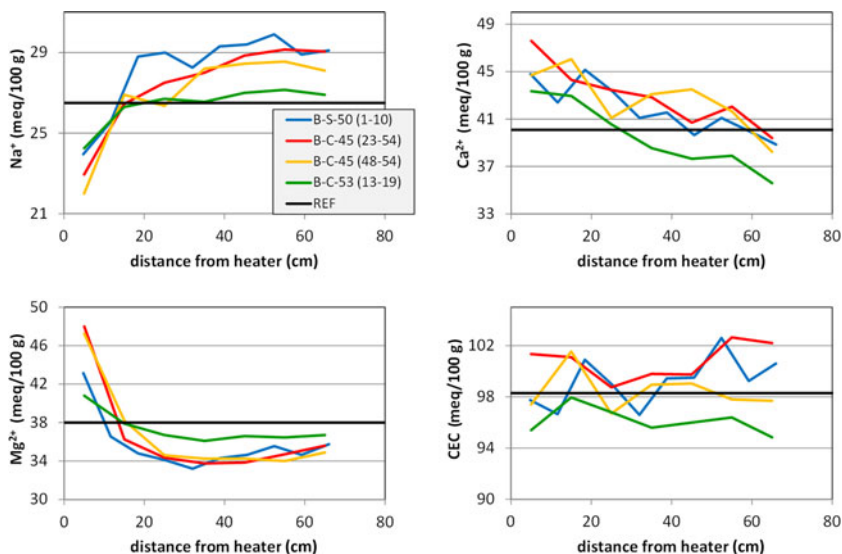 Na⁺ (meq/100 g)
29
25
21
0
20
40
60
80
distance from heater (cm)
B-S-50 (1-10)
B-C-45 (23-54)
B-C-45 (48-54)
B-C-53 (13-19)
REF
Ca²⁺ (meq/100 g)
49
45
41
37
33
0
20
40
60
80
distance from heater (cm)
Mg²⁺ (meq/100 g)
50
46
42
38
34
30
0
20
40
60
80
distance from heater (cm)
CEC (meq/100 g)
102
98
94
90
0
20
40
60
80
distance from heater (cm)